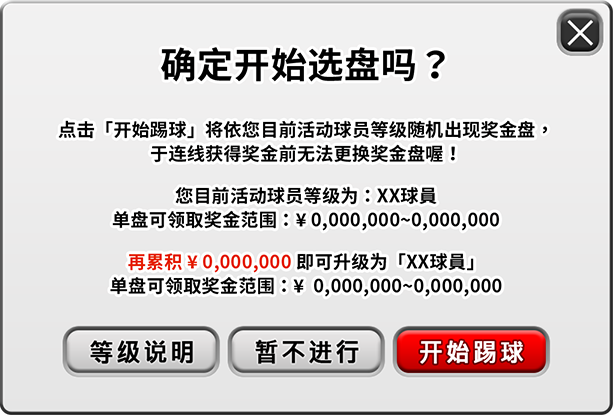 确定开始选盘吗？
点击「开始踢球」将依您目前活动球员等级随机出现奖金盘，
于连线获得奖金前无法更换奖金盘喔！
您目前活动球员等级为：XX球員
单盘可领取奖金范围：¥0,000,000~0,000,000
再累积¥0,000,000 即可升级为「XX球員」
单盘可领取奖金范围：¥ 0,000,000~0,000,000
等级说明
暂不进行
开始踢球